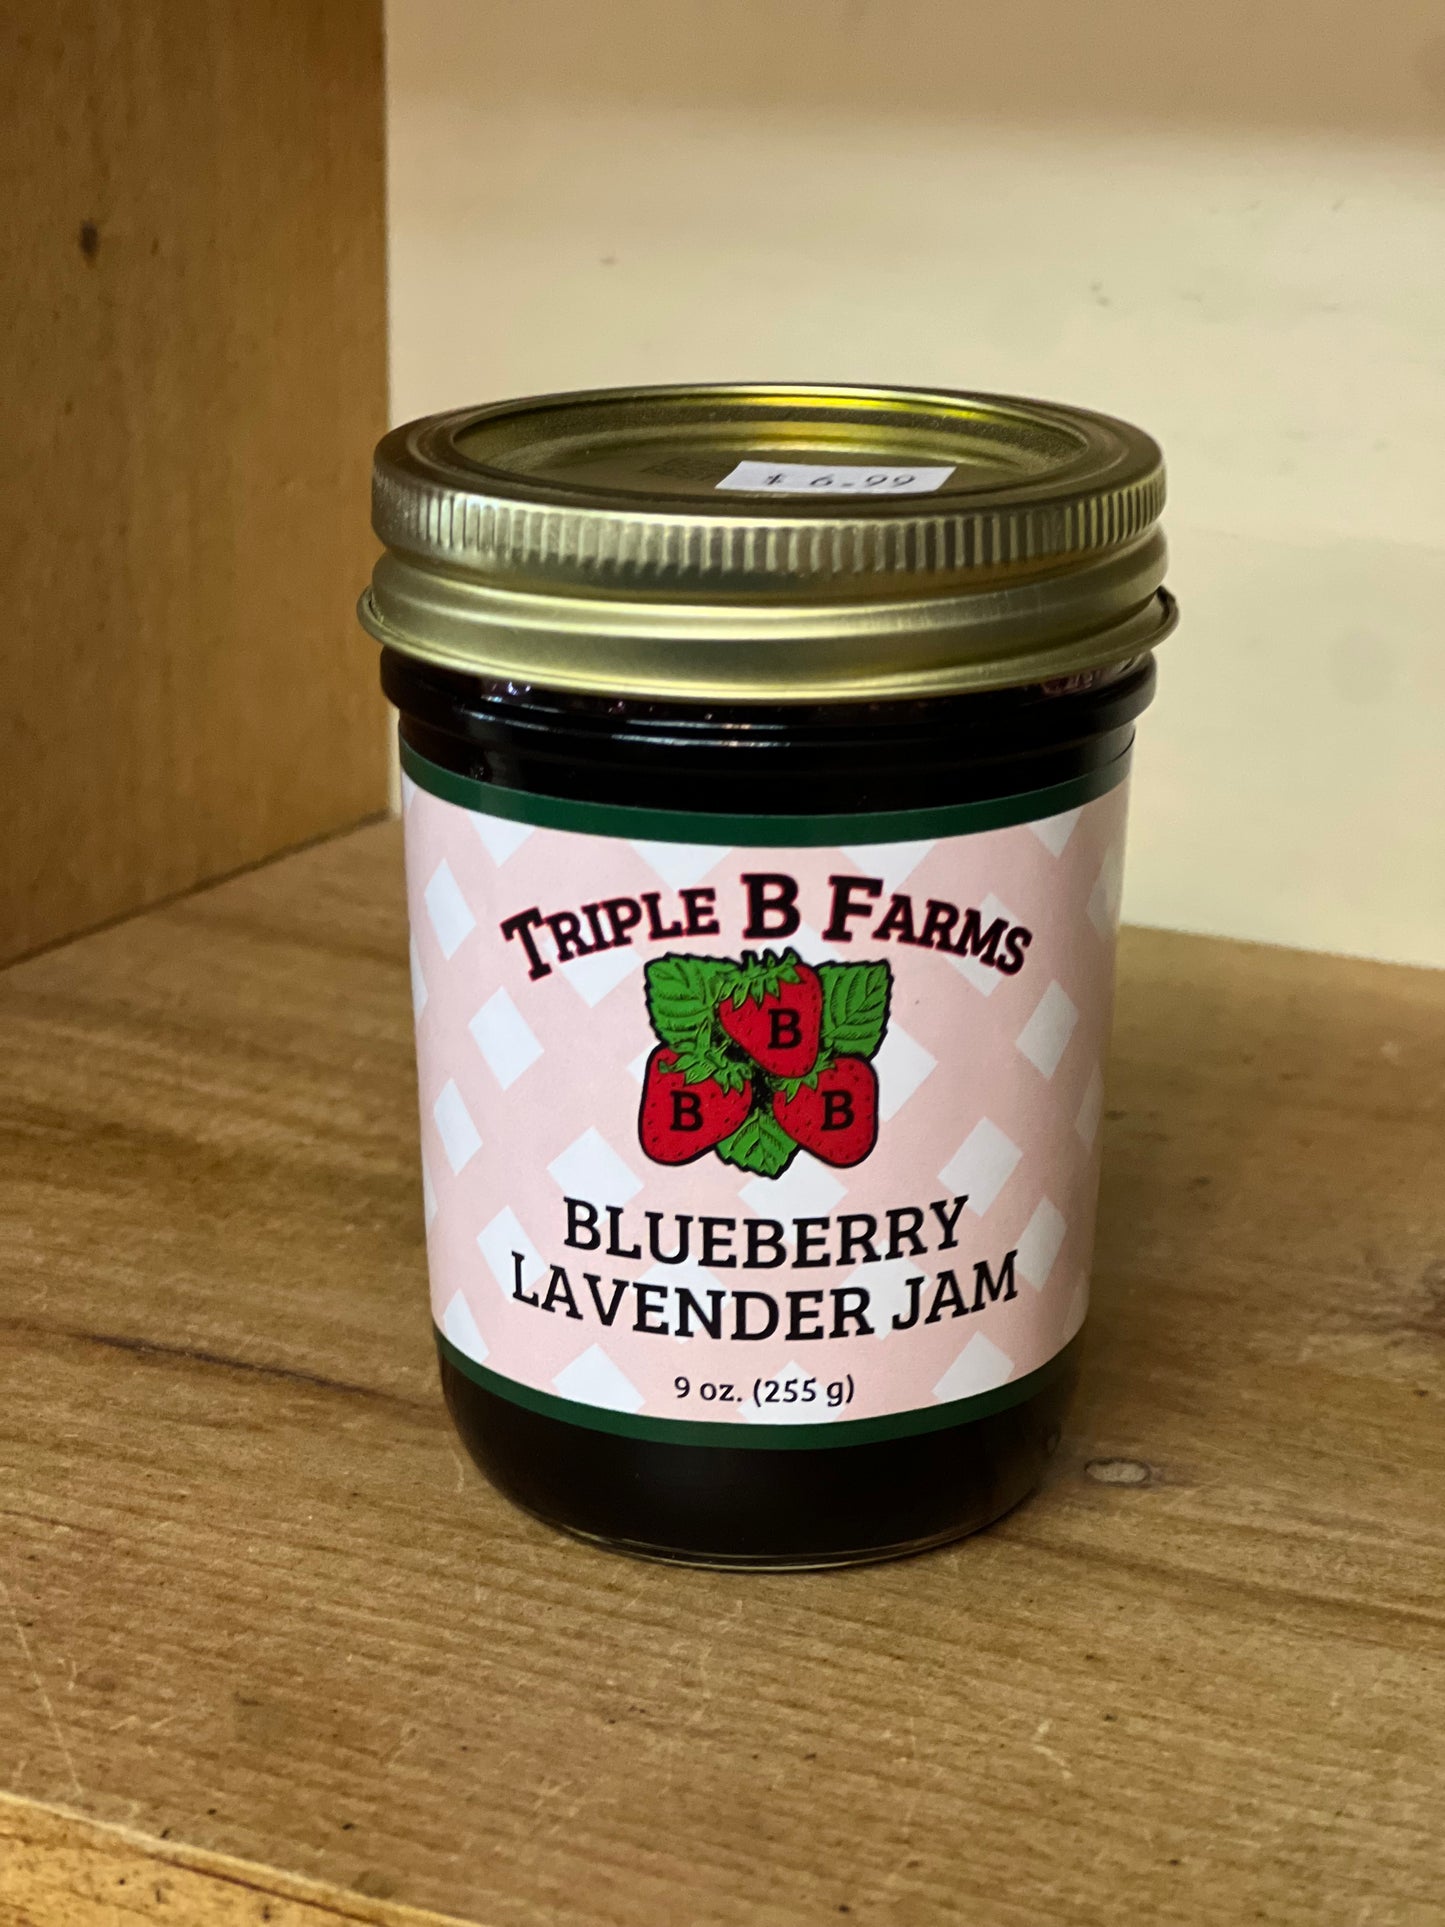 $ 6.99
TRIPLE B FARMS
B
B B
BLUEBERRY
LAVENDER JAM
9 oz. (255 g)